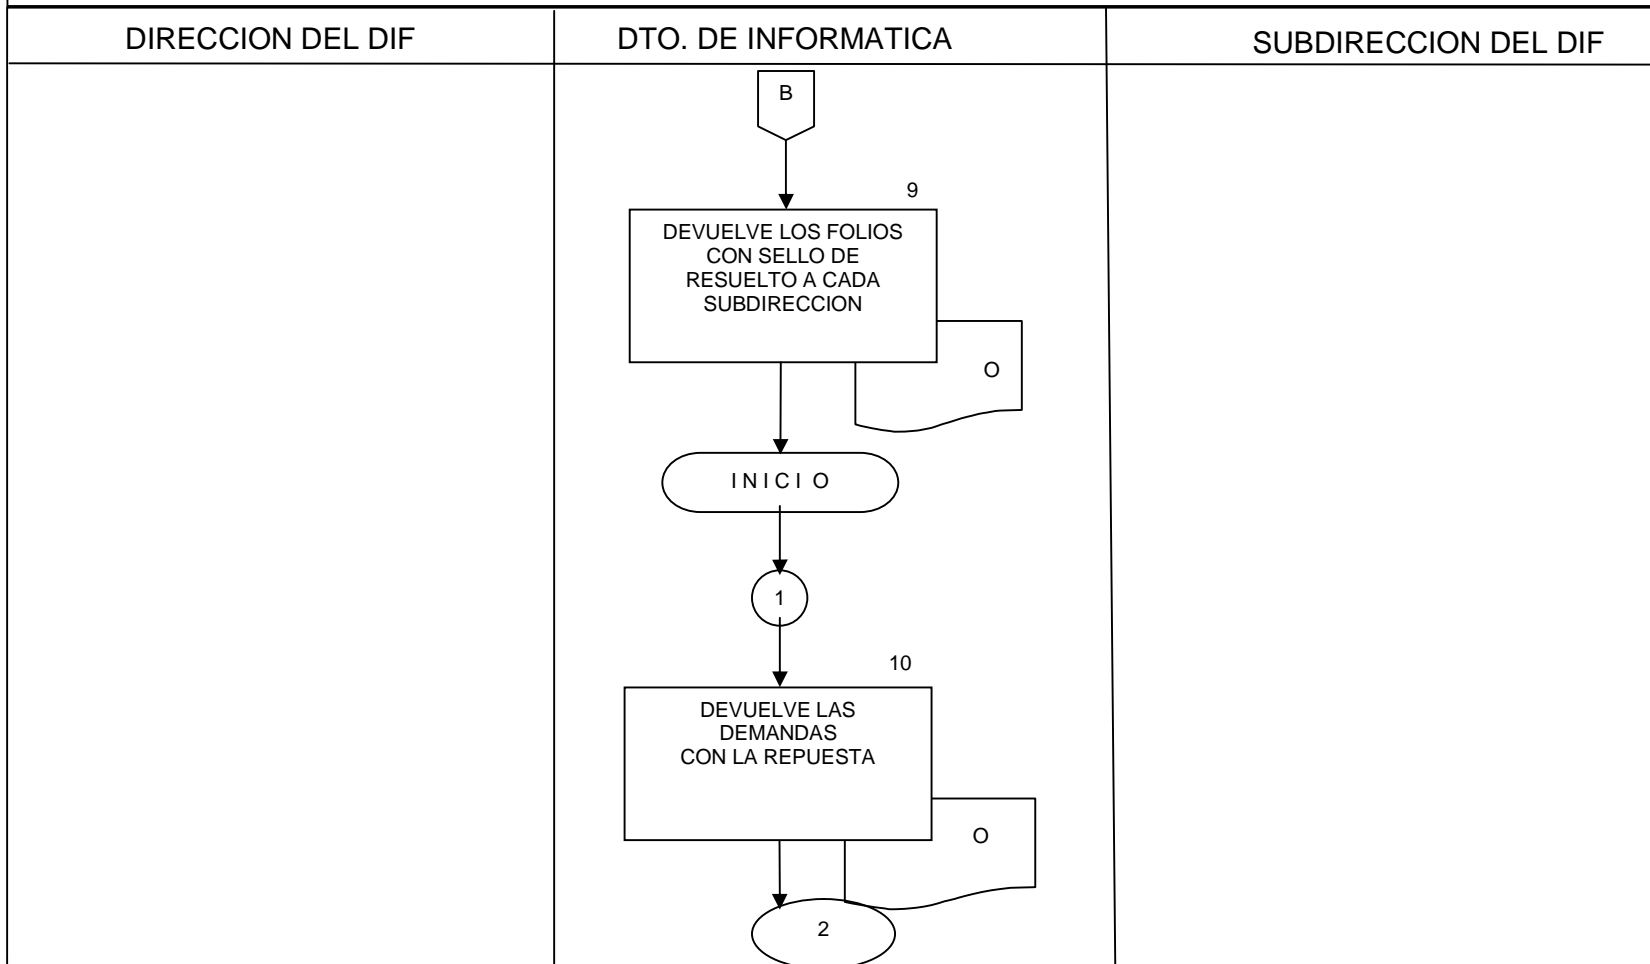 DIRECCION DEL DIF
DTO. DE INFORMATICA
SUBDIRECCION DEL DIF
B
9
DEVUELVE LOS FOLIOS
CON SELLO DE
RESUELTO A CADA
SUBDIRECCION
O
I N I C I  O
1
10
DEVUELVE LAS
DEMANDAS
CON LA REPUESTA
O
2